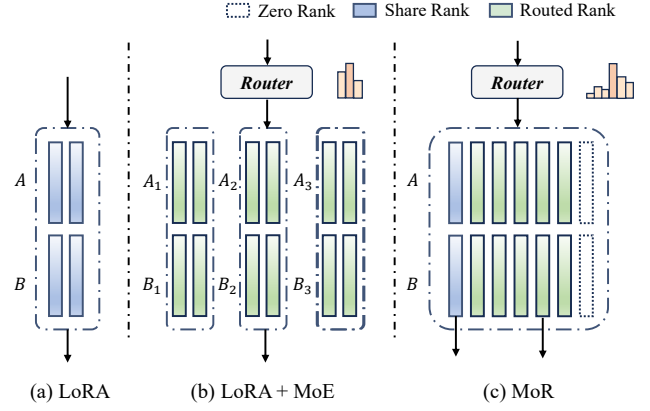 Zero Rank Share Rank Routed Rank
Router Router
A A₁ A₂ A₃ A
B B₁ B₂ B₃ B
(a) LoRA (b) LoRA + MoE (c) MoR